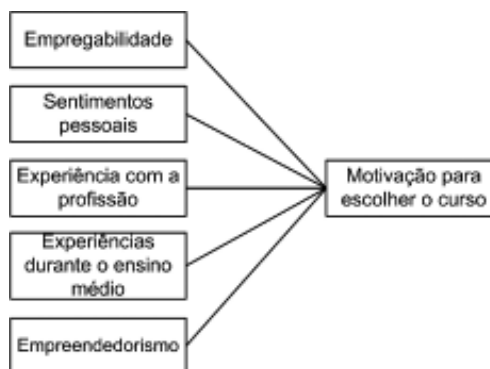 Empregabilidade
Sentimentos
pessoais
Experiência com a
profissão
Motivação para
escolher o curso
Experiências
durante o ensino
médio
Empreendedorismo